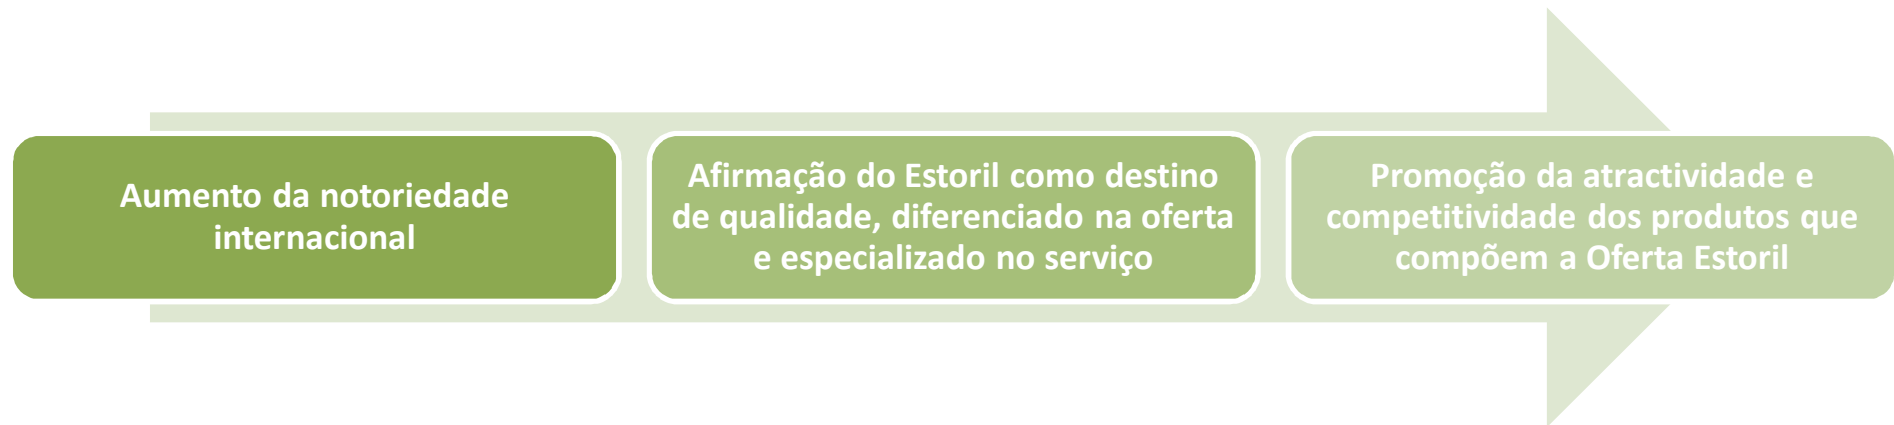 Aumento da notoriedade
internacional
Afirmação do Estoril como destino
de qualidade, diferenciado na oferta
e especializado no serviço
Promoção da atractividade e
competitividade dos produtos que
compõem a Oferta Estoril